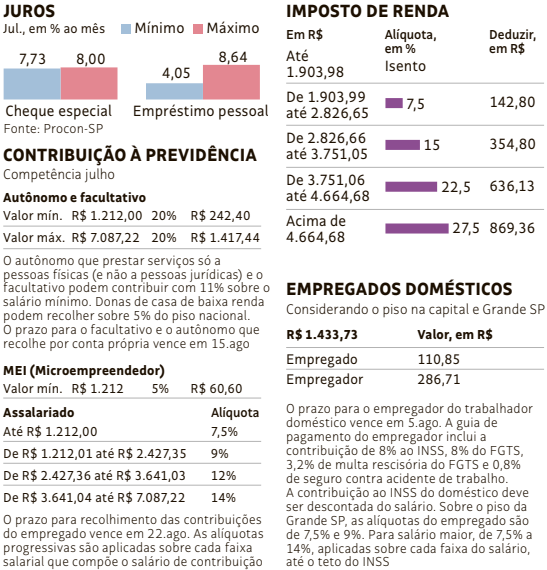 JUROS
Jul., em % ao mês Mínimo Máximo
7,73 8,00 4,05 8,64
Cheque especial Empréstimo pessoal
Fonte: Procon-SP
CONTRIBUIÇÃO À PREVIDÊNCIA
Competência julho
Autônomo e facultativo
Valor mín. R$ 1.212,00 20% R$ 242,40
Valor máx. R$ 7.087,22 20% R$ 1.417,44
O autônomo que prestar serviços só a
pessoas físicas (e não a pessoas jurídicas) e o
facultativo podem contribuir com 11% sobre o
salário mínimo. Donas de casa de baixa renda
podem recolher sobre 5% do piso nacional.
O prazo para o facultativo e o autônomo que
recolhe por conta própria vence em 15.ago
MEI (Microempreendedor)
Valor mín. R$ 1.212 5% R$ 60,60
Assalariado Alíquota
Até R$ 1.212,00 7,5%
De R$ 1.212,01 até R$ 2.427,35 9%
De R$ 2.427,36 até R$ 3.641,03 12%
De R$ 3.641,04 até R$ 7.087,22 14%
O prazo para recolhimento das contribuições
do empregado vence em 22.ago. As alíquotas
progressivas são aplicadas sobre cada faixa
salarial que compõe o salário de contribuição
IMPOSTO DE RENDA
Em R$ Alíquota, Deduzir,
em % em R$
Até Isento
1.903,98
De 1.903,99
até 2.826,65 7,5 142,80
De 2.826,66
até 3.751,05 15 354,80
De 3.751,06
até 4.664,68 22,5 636,13
Acima de
4.664,68 27,5 869,36
EMPREGADOS DOMÉSTICOS
Considerando o piso na capital e Grande SP
R$ 1.433,73 Valor, em R$
Empregado 110,85
Empregador 286,71
O prazo para o empregador do trabalhador
doméstico vence em 5.ago. A guia de
pagamento do empregador inclui a
contribuição de 8% ao INSS, 8% do FGTS,
3,2% de multa rescisória do FGTS e 0,8%
de seguro contra acidente de trabalho.
A contribuição ao INSS do doméstico deve
ser descontada do salário. Sobre o piso da
Grande SP, as alíquotas do empregado são
de 7,5% e 9%. Para salário maior, de 7,5% a
14%, aplicadas sobre cada faixa do salário,
até o teto do INSS